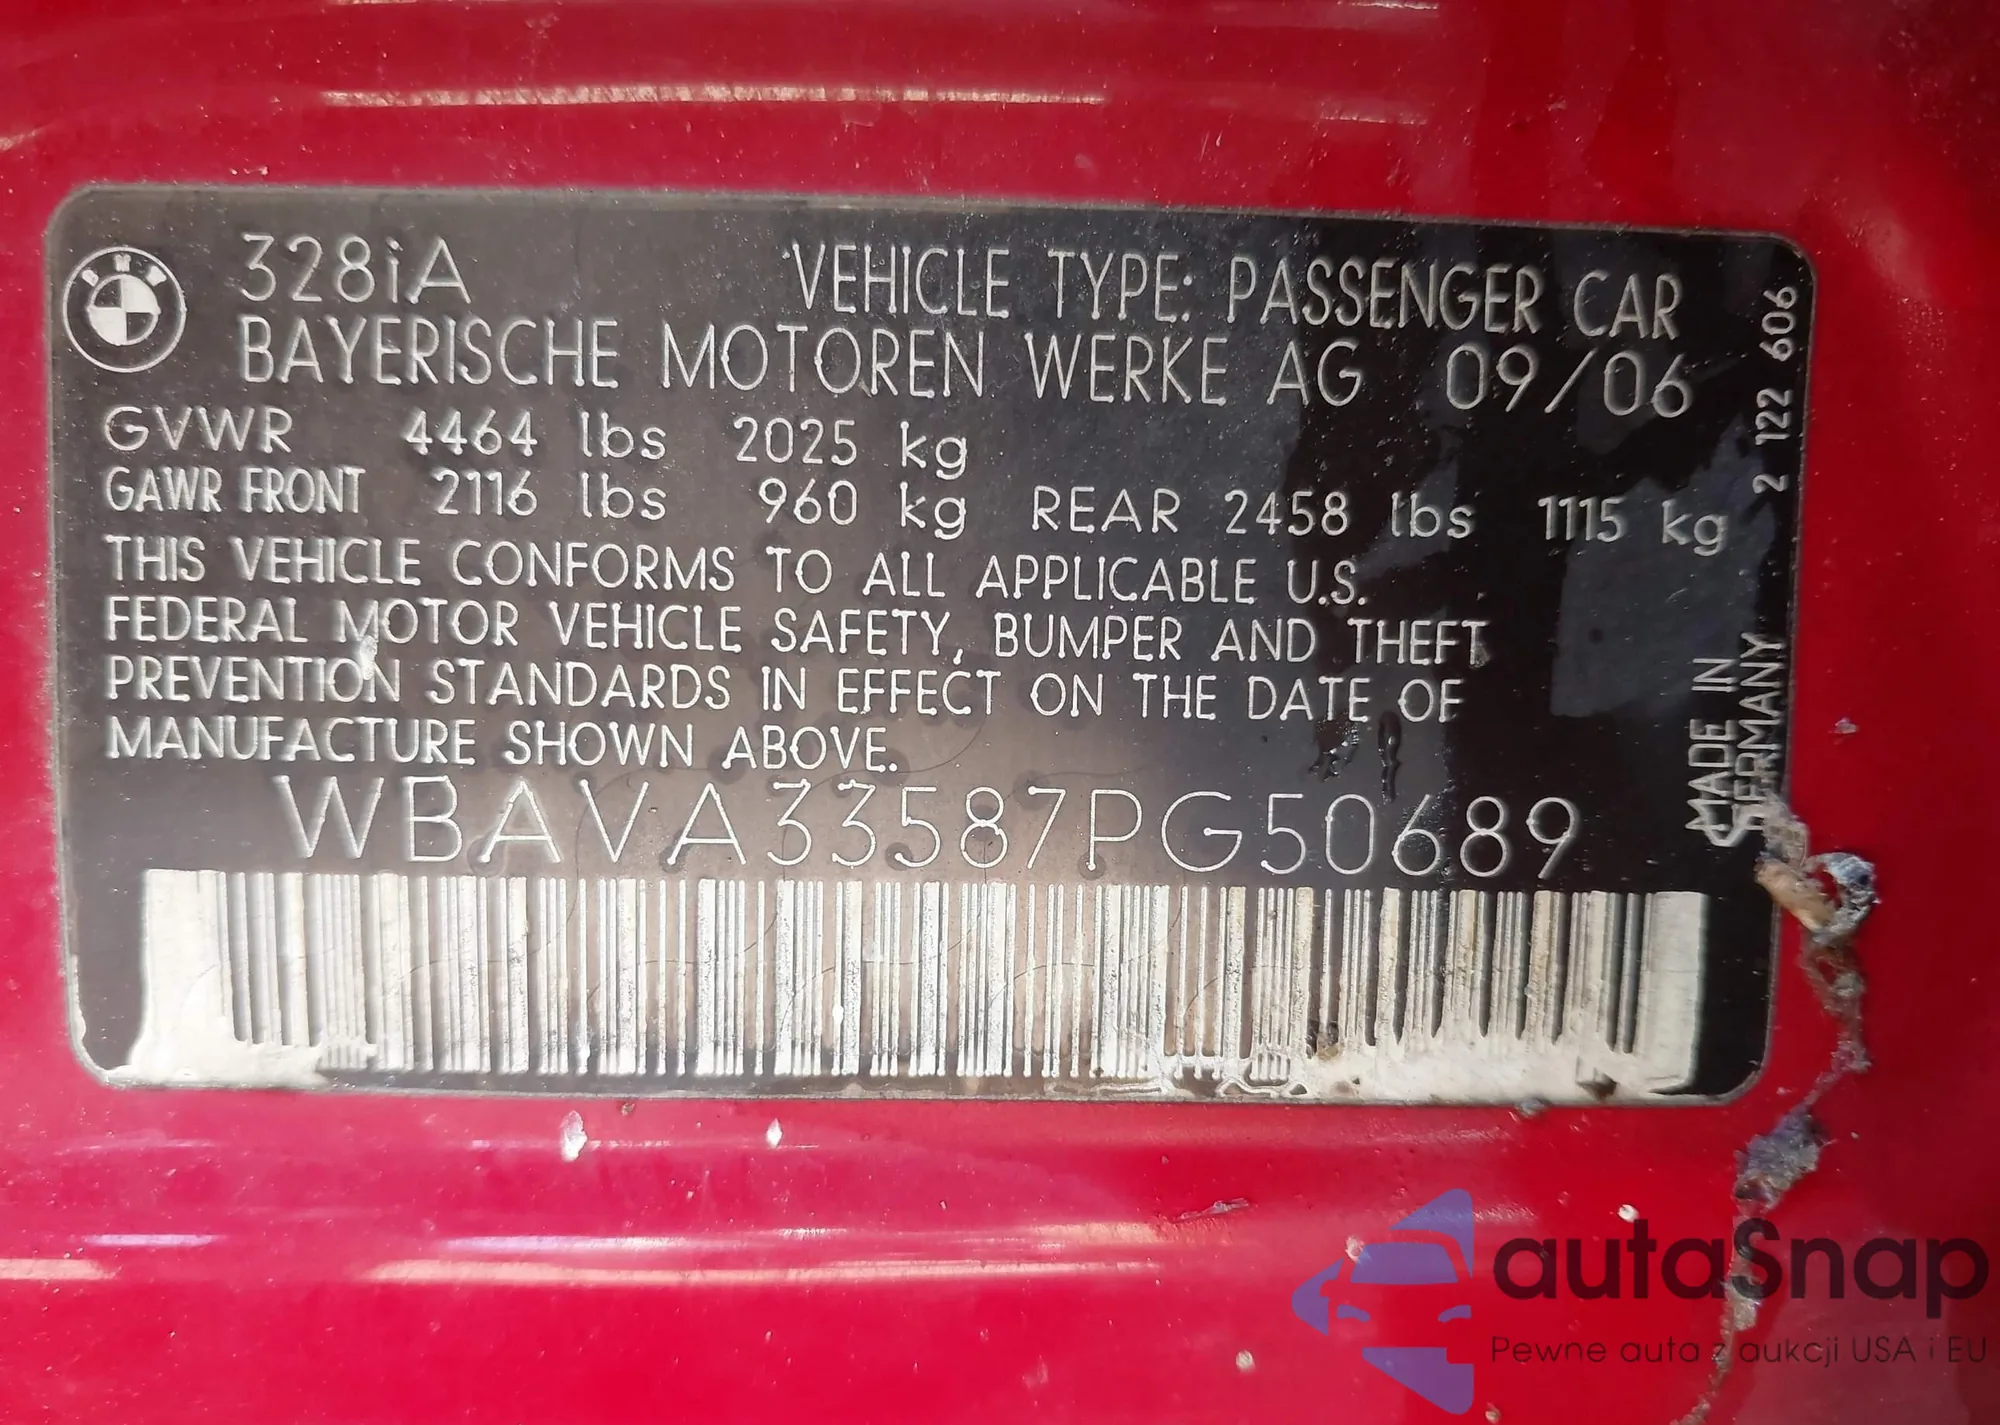 BMW
328iA VEHICLE TYPE: PASSENGER CAR
BAYERISCHE MOTOREN WERKE AG 09/06
GVWR 4464 lbs 2025 kg
GAWR FRONT 2116 lbs 960 kg REAR 2458 lbs 1115 kg
THIS VEHICLE CONFORMS TO ALL APPLICABLE U.S.
FEDERAL MOTOR VEHICLE SAFETY, BUMPER AND THEFT
PREVENTION STANDARDS IN EFFECT ON THE DATE OF
MANUFACTURE SHOWN ABOVE.
WBAVA33587PG50689
2 122 606
MADE IN
GERMANY
autaSnap
Pewne auta z aukcji USA i EU